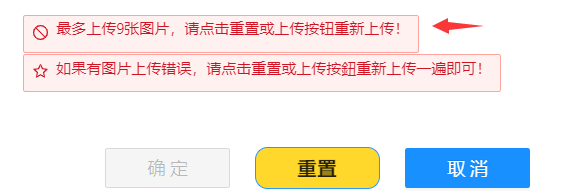 最多上传9张图片，请点击重置或上传按钮重新上传！
如果有图片上传错误，请点击重置或上传按鈕重新上传一遍即可！
确 定
重置
取 消